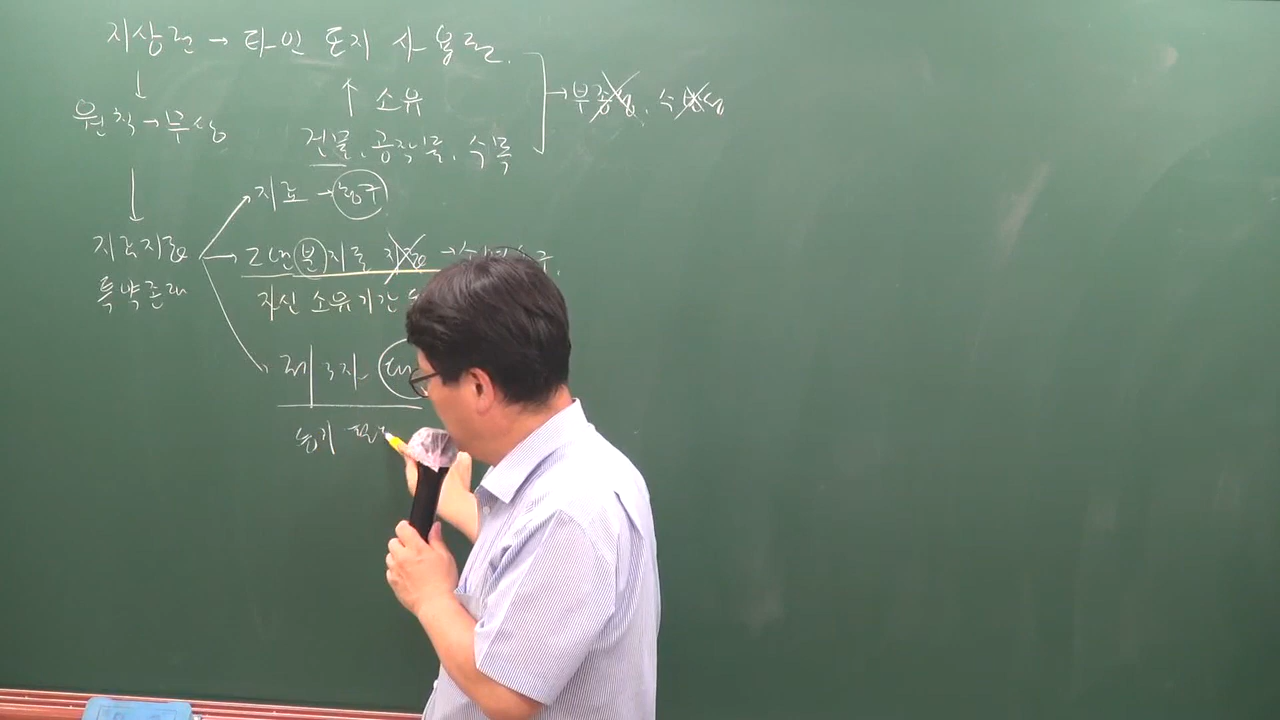 지상권 → 타인 토지 사용권.
↓ ↑ 소유 → 부종성, 수반성
원칙 → 무상 건물, 공작물, 수목
↓ 지료 → 청구
지료지급 2년분 지료 지급 →
특약존재 자신 소유기간
제3자 대
등기 필